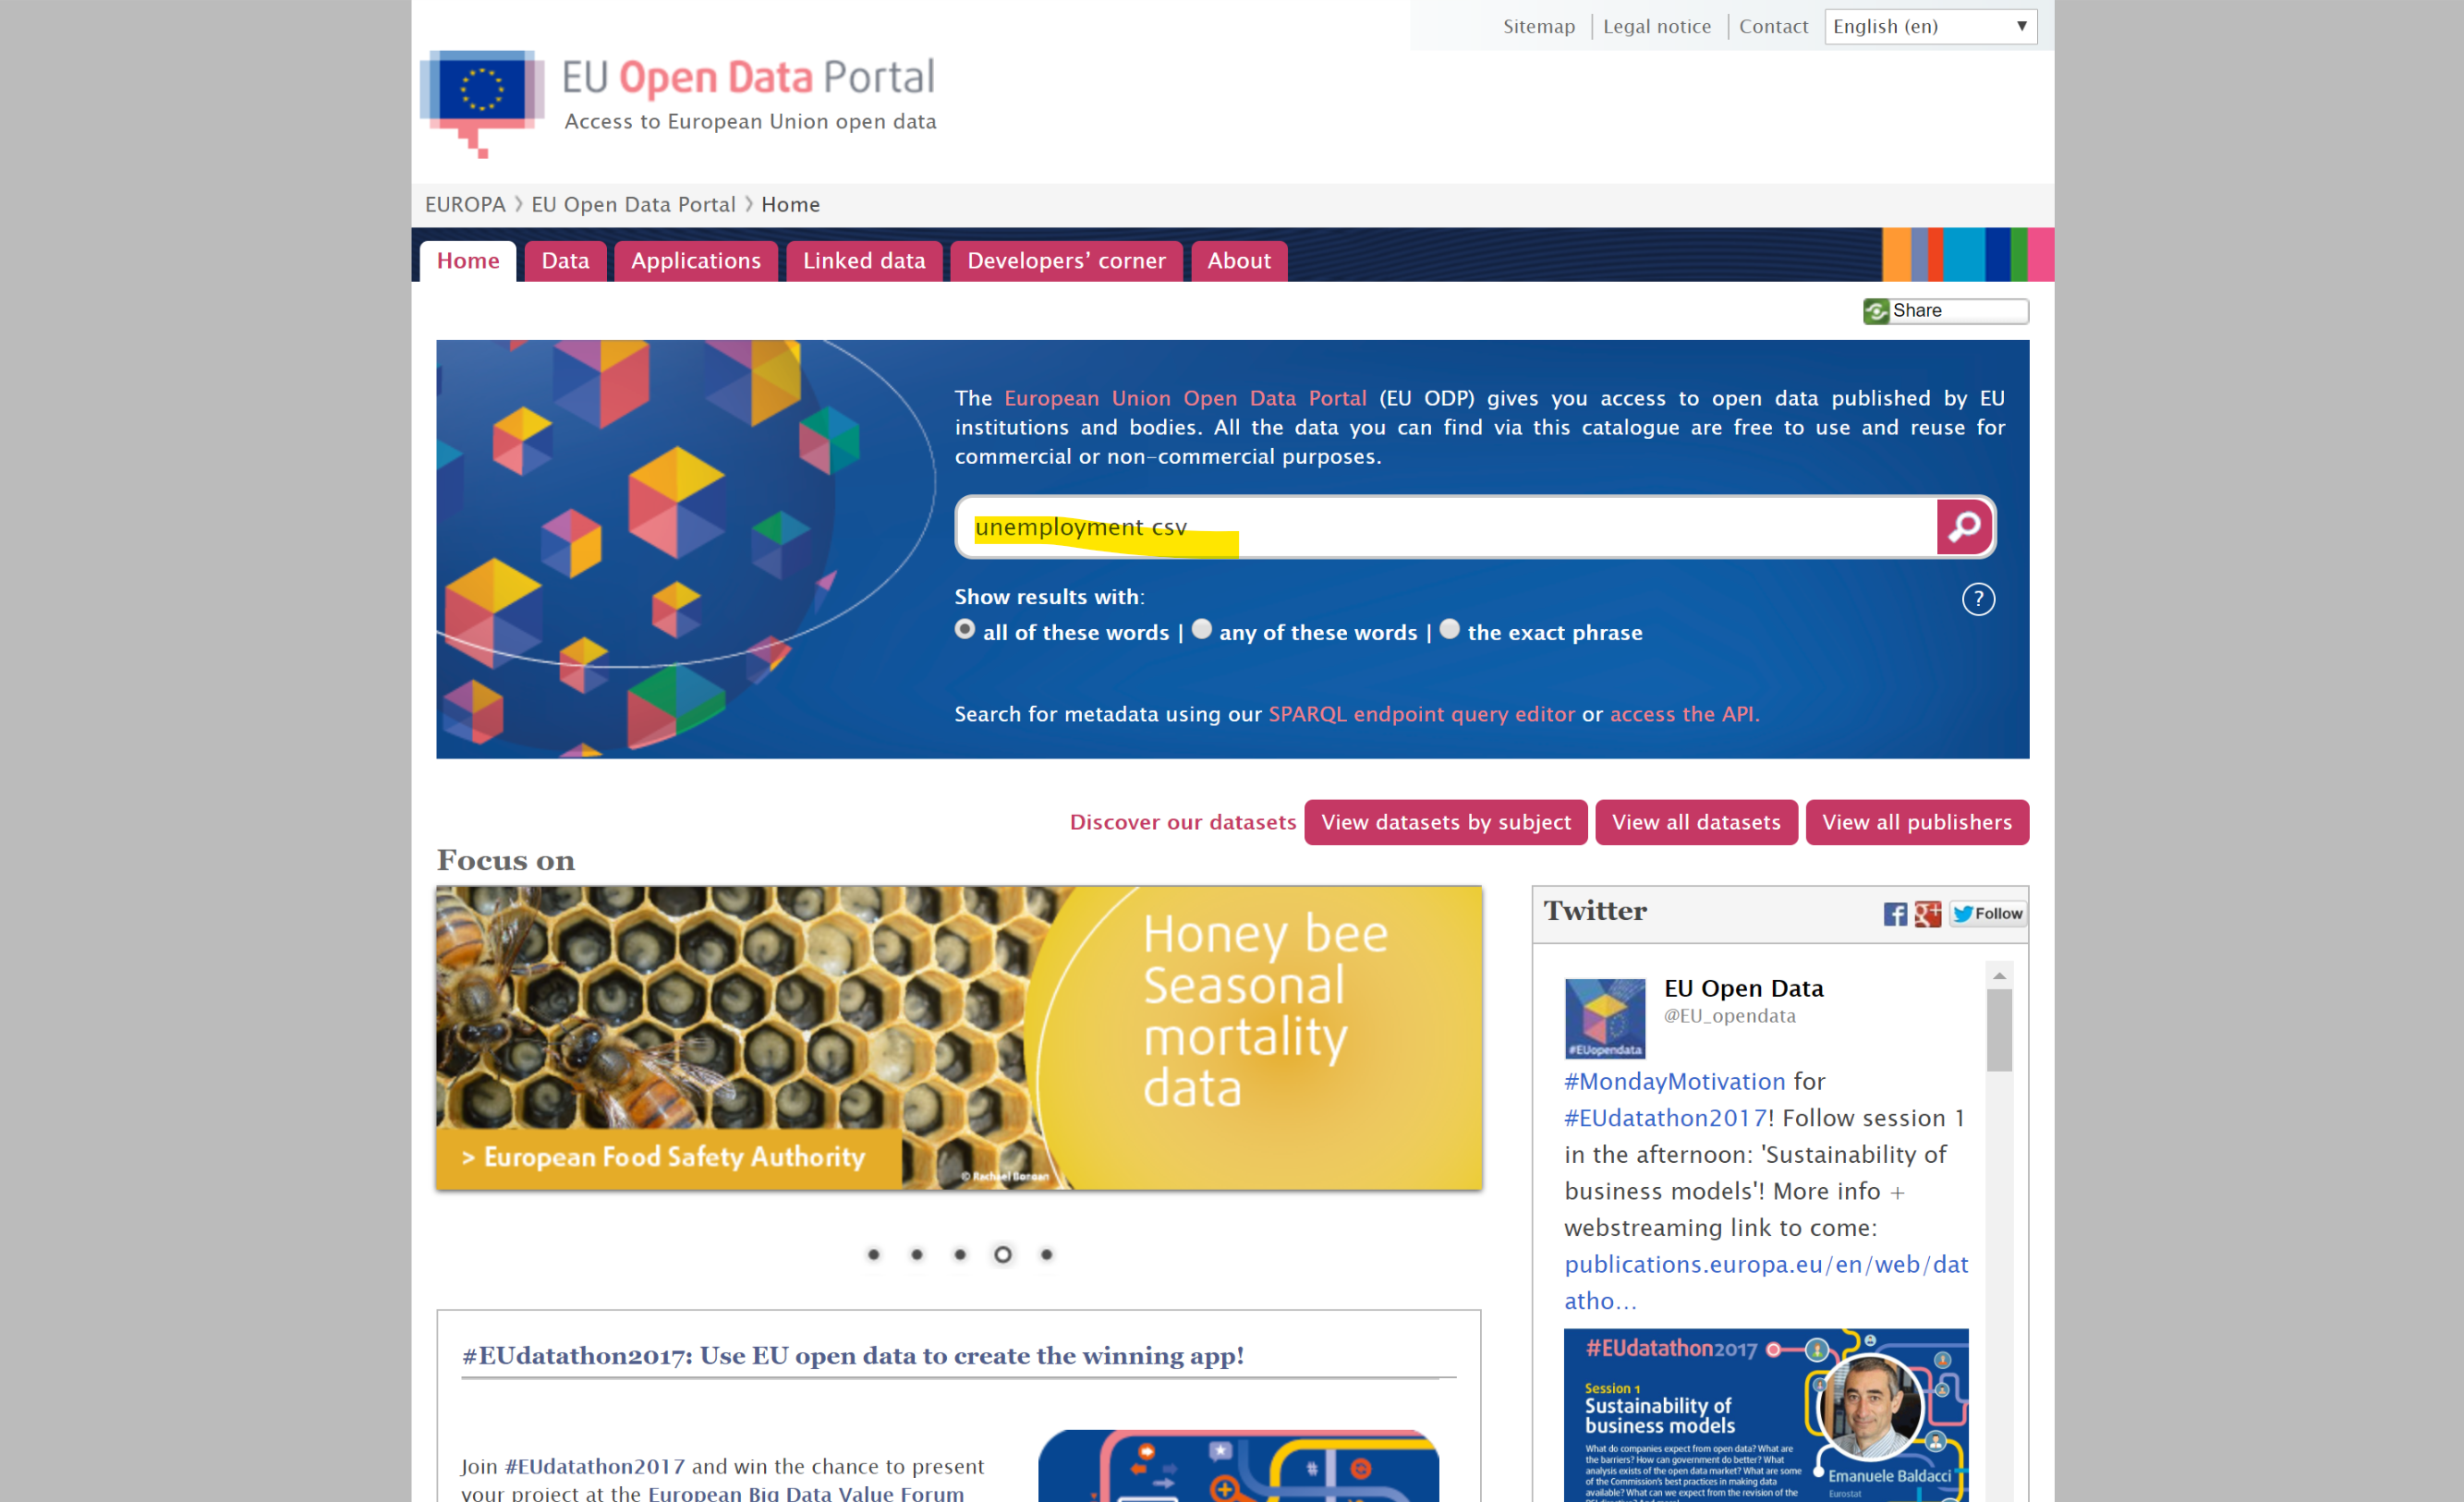 Sitemap
Legal notice
Contact
English (en)
EU Open Data Portal
Access to European Union open data
EUROPA
EU Open Data Portal
Home
Home
Data
Applications
Linked data
Developers’ corner
About
Share
The European Union Open Data Portal (EU ODP) gives you access to open data published by EU
institutions and bodies. All the data you can find via this catalogue are free to use and reuse for
commercial or non-commercial purposes.
unemployment csv
Show results with:
?
all of these words | any of these words | the exact phrase
Search for metadata using our SPARQL endpoint query editor or access the API.
Discover our datasets
View datasets by subject
View all datasets
View all publishers
Focus on
Honey bee
Seasonal
mortality
data
> European Food Safety Authority
Twitter
Follow
EU Open Data
@EU_opendata
#EUopendata
#MondayMotivation for
#EUdatathon2017! Follow session 1
in the afternoon: 'Sustainability of
business models'! More info +
webstreaming link to come:
publications.europa.eu/en/web/dat
atho…
#EUdatathon2017
Session 1
Sustainability of
business models
What do companies expect from open data? What are
the barriers? How can government do better? What
analysis exists of the open data market? What are some
of the Commission's best practices in making data
available? What can we expect from the revision of the
Emanuele Baldacci
Eurostat
#EUdatathon2017: Use EU open data to create the winning app!
Join #EUdatathon2017 and win the chance to present
your project at the European Big Data Value Forum